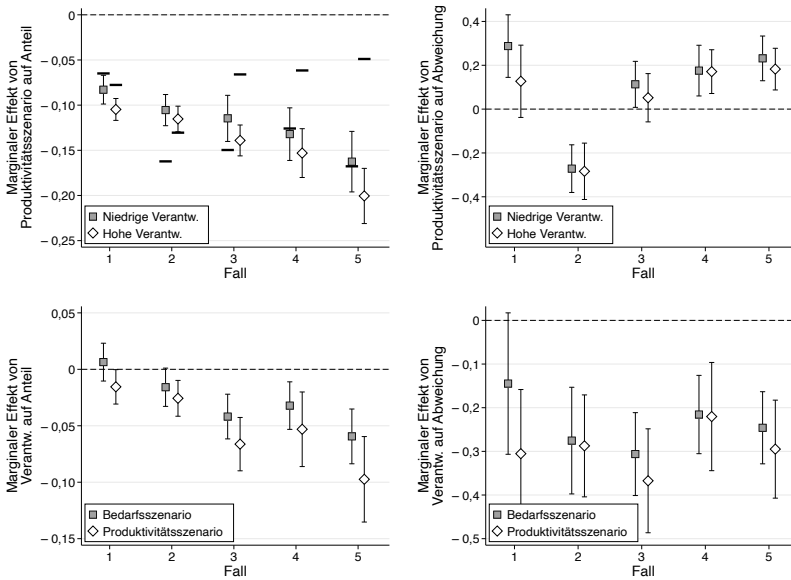 Marginaler Effekt von
Produktivitätsszenario auf Anteil
0
– 0,05
– 0,10
– 0,15
– 0,20
– 0,25
Niedrige Verantw.
Hohe Verantw.
1 2 3 4 5
Fall
Marginaler Effekt von
Produktivitätsszenario auf Abweichung
0,4
0,2
0
– 0,2
– 0,4
Niedrige Verantw.
Hohe Verantw.
1 2 3 4 5
Fall
Marginaler Effekt von
Verantw. auf Anteil
0,05
0
– 0,05
– 0,10
– 0,15
Bedarfsszenario
Produktivitätsszenario
1 2 3 4 5
Fall
Marginaler Effekt von
Verantw. auf Abweichung
0
– 0,1
– 0,2
– 0,3
– 0,4
– 0,5
Bedarfsszenario
Produktivitätsszenario
1 2 3 4 5
Fall